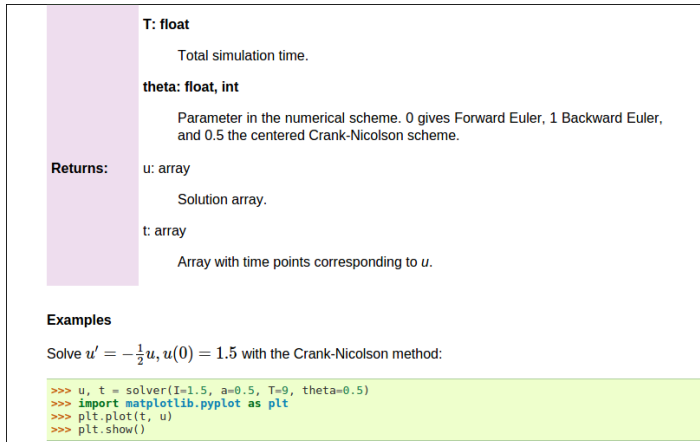 T: float
Total simulation time.
theta: float, int
Parameter in the numerical scheme. 0 gives Forward Euler, 1 Backward Euler,
and 0.5 the centered Crank-Nicolson scheme.
Returns: u: array
Solution array.
t: array
Array with time points corresponding to u.
Examples
Solve u′ = −½u, u(0) = 1.5 with the Crank-Nicolson method:
>>> u, t = solver(I=1.5, a=0.5, T=9, theta=0.5)
>>> import matplotlib.pyplot as plt
>>> plt.plot(t, u)
>>> plt.show()